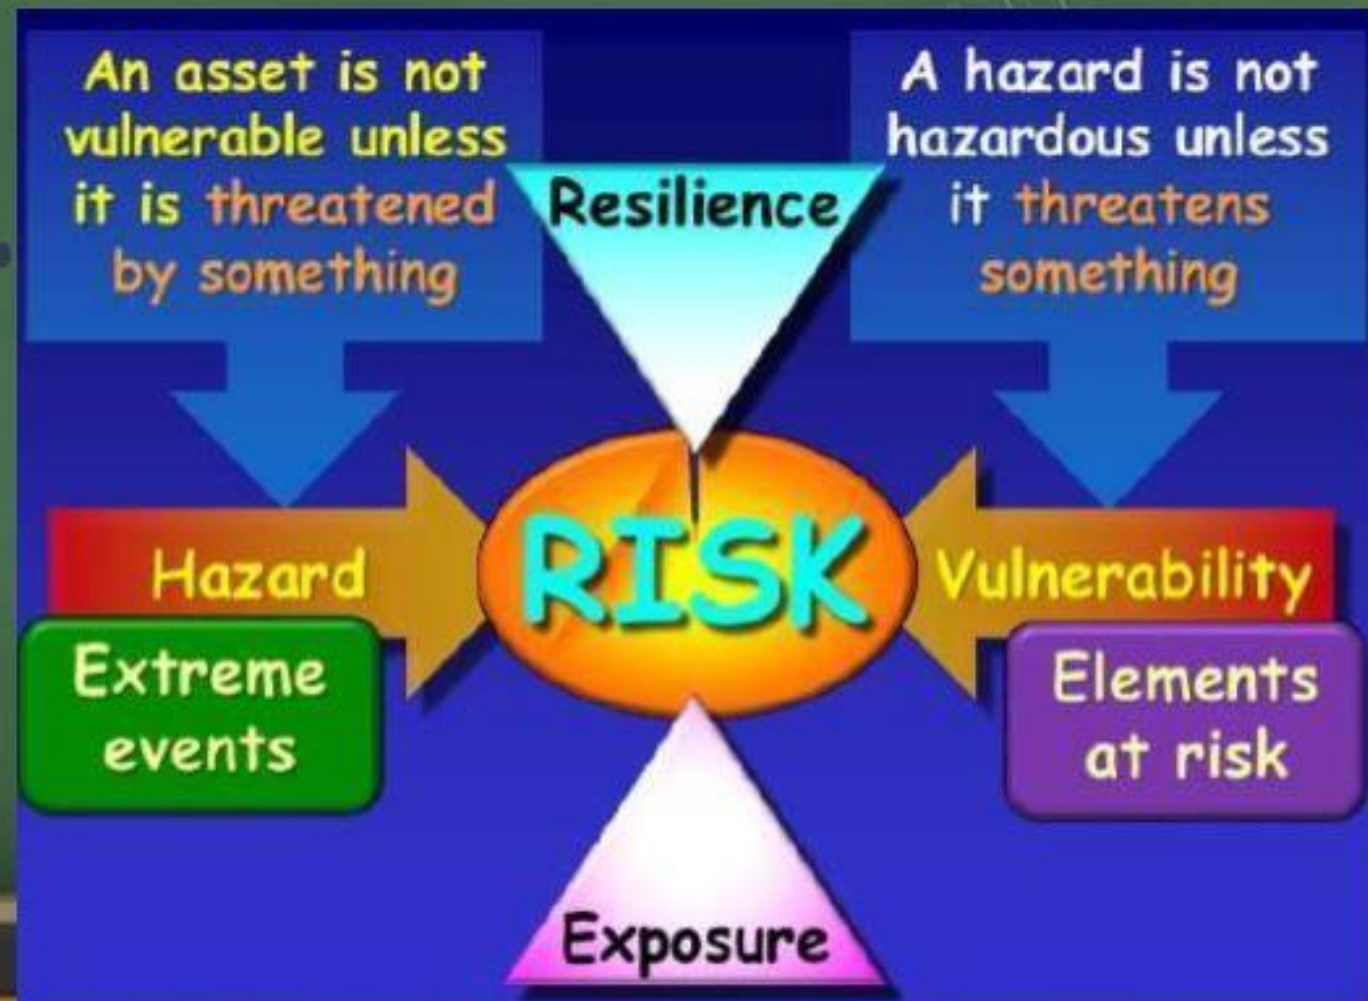 An asset is not
vulnerable unless
it is threatened
by something
A hazard is not
hazardous unless
it threatens
something
Resilience
Hazard
RISK
Vulnerability
Extreme
events
Elements
at risk
Exposure